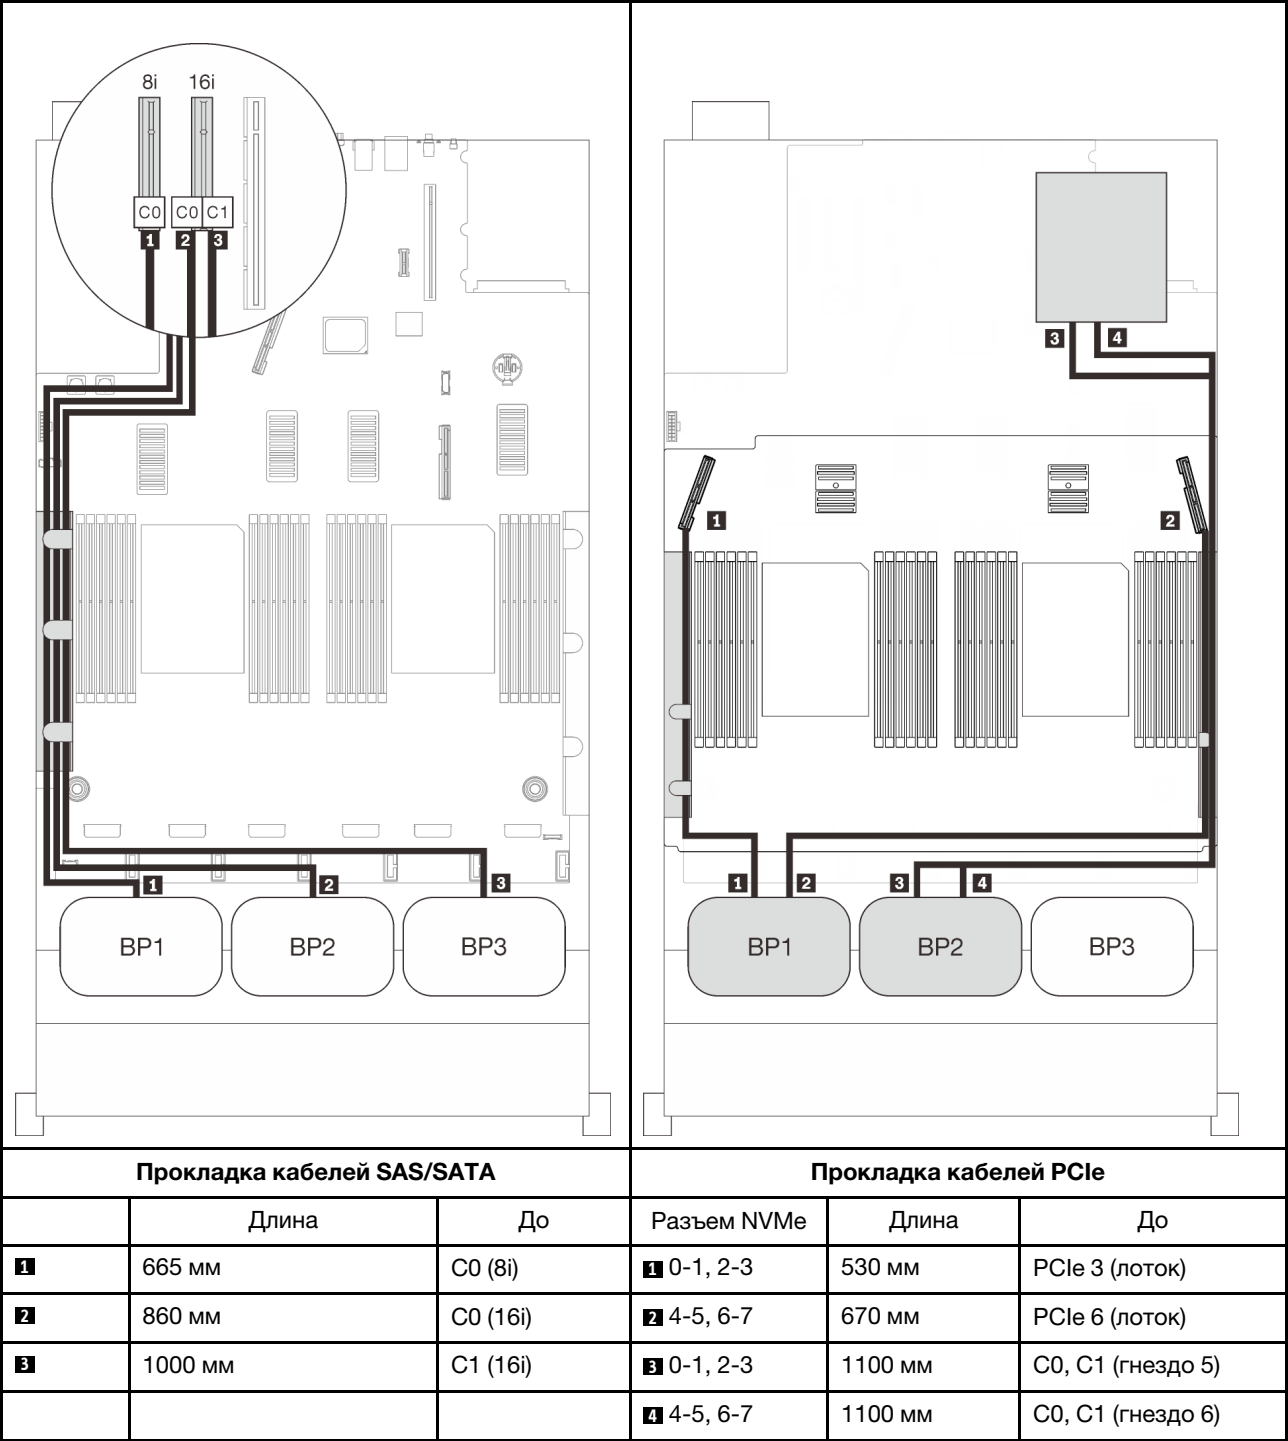 8i 16i
C0 C0 C1
1 2 3
3 4
1 2
1 2 3
1 2 3 4
BP1 BP2 BP3
BP1 BP2 BP3
Прокладка кабелей SAS/SATA
Прокладка кабелей PCIe
Длина До
Разъем NVMe Длина До
1 665 мм C0 (8i)
1 0-1, 2-3 530 мм PCIe 3 (лоток)
2 860 мм C0 (16i)
2 4-5, 6-7 670 мм PCIe 6 (лоток)
3 1000 мм C1 (16i)
3 0-1, 2-3 1100 мм C0, C1 (гнездо 5)
4 4-5, 6-7 1100 мм C0, C1 (гнездо 6)